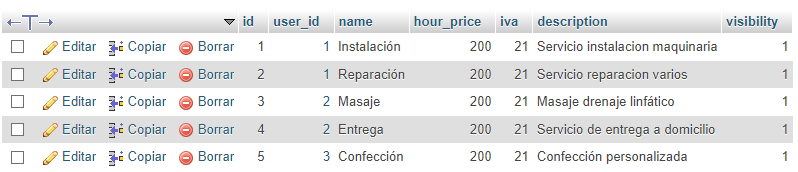 id user_id name hour_price iva description visibility
Editar Copiar Borrar 1 1 Instalación 200 21 Servicio instalacion maquinaria 1
Editar Copiar Borrar 2 1 Reparación 200 21 Servicio reparacion varios 1
Editar Copiar Borrar 3 2 Masaje 200 21 Masaje drenaje linfático 1
Editar Copiar Borrar 4 2 Entrega 200 21 Servicio de entrega a domicilio 1
Editar Copiar Borrar 5 3 Confección 200 21 Confección personalizada 1